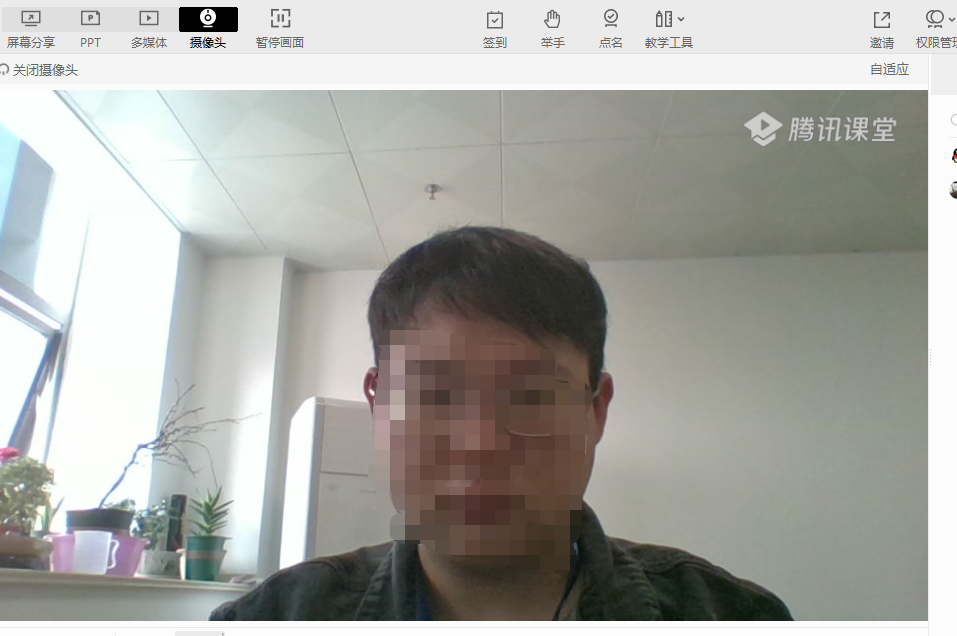 屏幕分享 PPT 多媒体 摄像头 暂停画面 签到 举手 点名 教学工具 邀请 权限管
关闭摄像头 自适应
腾讯课堂